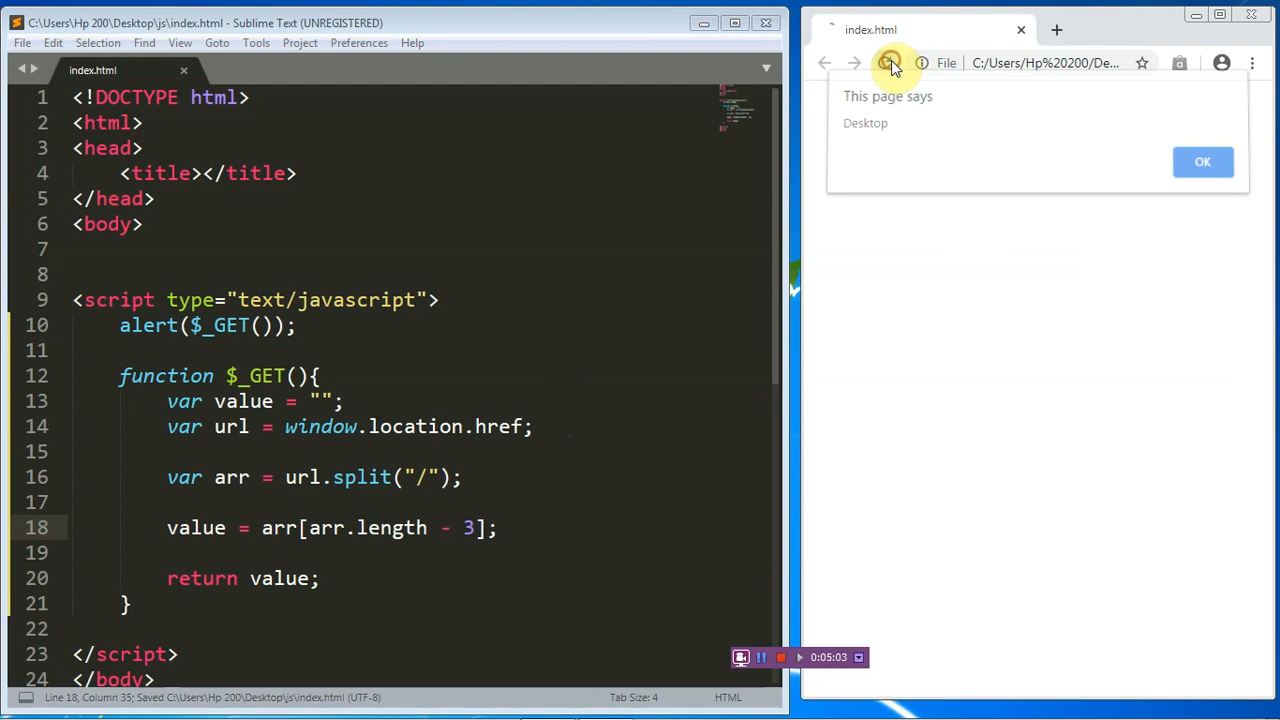 C:\Users\Hp 200\Desktop\js\index.html - Sublime Text (UNREGISTERED)
File Edit Selection Find View Goto Tools Project Preferences Help
index.html
1 <!DOCTYPE html>
2 <html>
3 <head>
4 <title></title>
5 </head>
6 <body>
7
8
9 <script type="text/javascript">
10 alert($_GET());
11
12 function $_GET(){
13 var value = "";
14 var url = window.location.href;
15
16 var arr = url.split("/");
17
18 value = arr[arr.length - 3];
19
20 return value;
21 }
22
23 </script>
24 </body>
Line 18, Column 35; Saved C:\Users\Hp 200\Desktop\js\index.html (UTF-8)
Tab Size: 4
HTML
index.html
File C:/Users/Hp%20200/De...
This page says
Desktop
OK
0:05:03